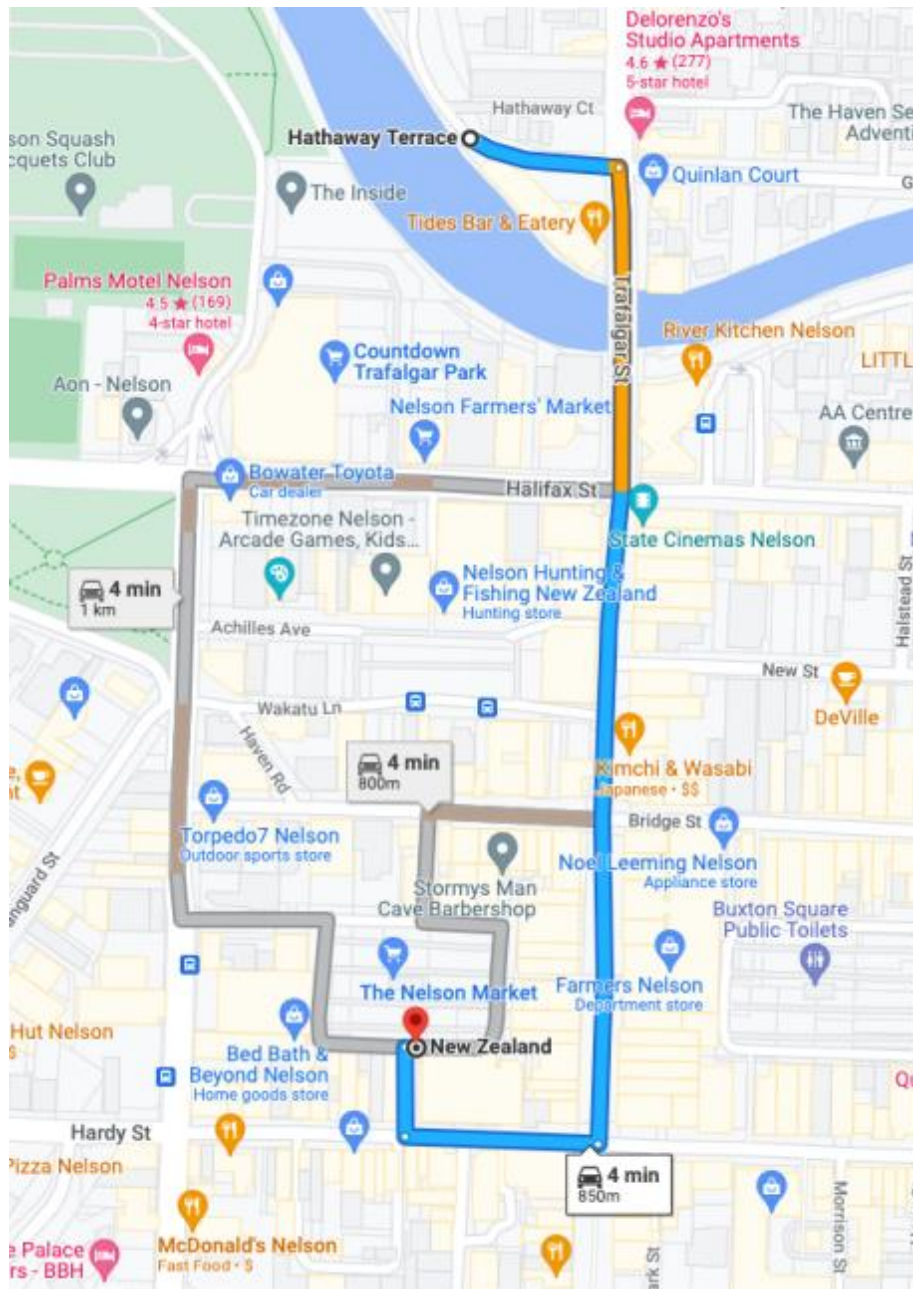 Delorenzo's
Studio Apartments
4.6 ★ (277)
5-star hotel
Hathaway Ct
The Haven Se
Advent
Hathaway Terrace
son Squash
cquets Club
Quinlan Court
G
The Inside
Tides Bar & Eatery
Palms Motel Nelson
4.5 ★ (169)
4-star hotel
Trafalgar St
River Kitchen Nelson
Countdown
Trafalgar Park
LITTL
Aon - Nelson
Nelson Farmers' Market
AA Centre
Bowater Toyota
Car dealer
Halifax St
Timezone Nelson -
Arcade Games, Kids...
State Cinemas Nelson
Nelson Hunting &
Fishing New Zealand
Hunting store
4 min
1 km
Halstead St
Achilles Ave
New St
Wakatu Ln
DeVille
Haven Rd
4 min
800m
Kimchi & Wasabi
Japanese • $$
Torpedo7 Nelson
Outdoor sports store
Bridge St
Noel Leeming Nelson
Appliance store
Stormys Man
Cave Barbershop
anguard St
Buxton Square
Public Toilets
The Nelson Market
Farmers Nelson
Department store
Hut Nelson
$
Bed Bath &
Beyond Nelson
Home goods store
New Zealand
Qu
Hardy St
Pizza Nelson
4 min
850m
McDonald's Nelson
Fast Food • $
e Palace
rs - BBH
Morrison St
ark St